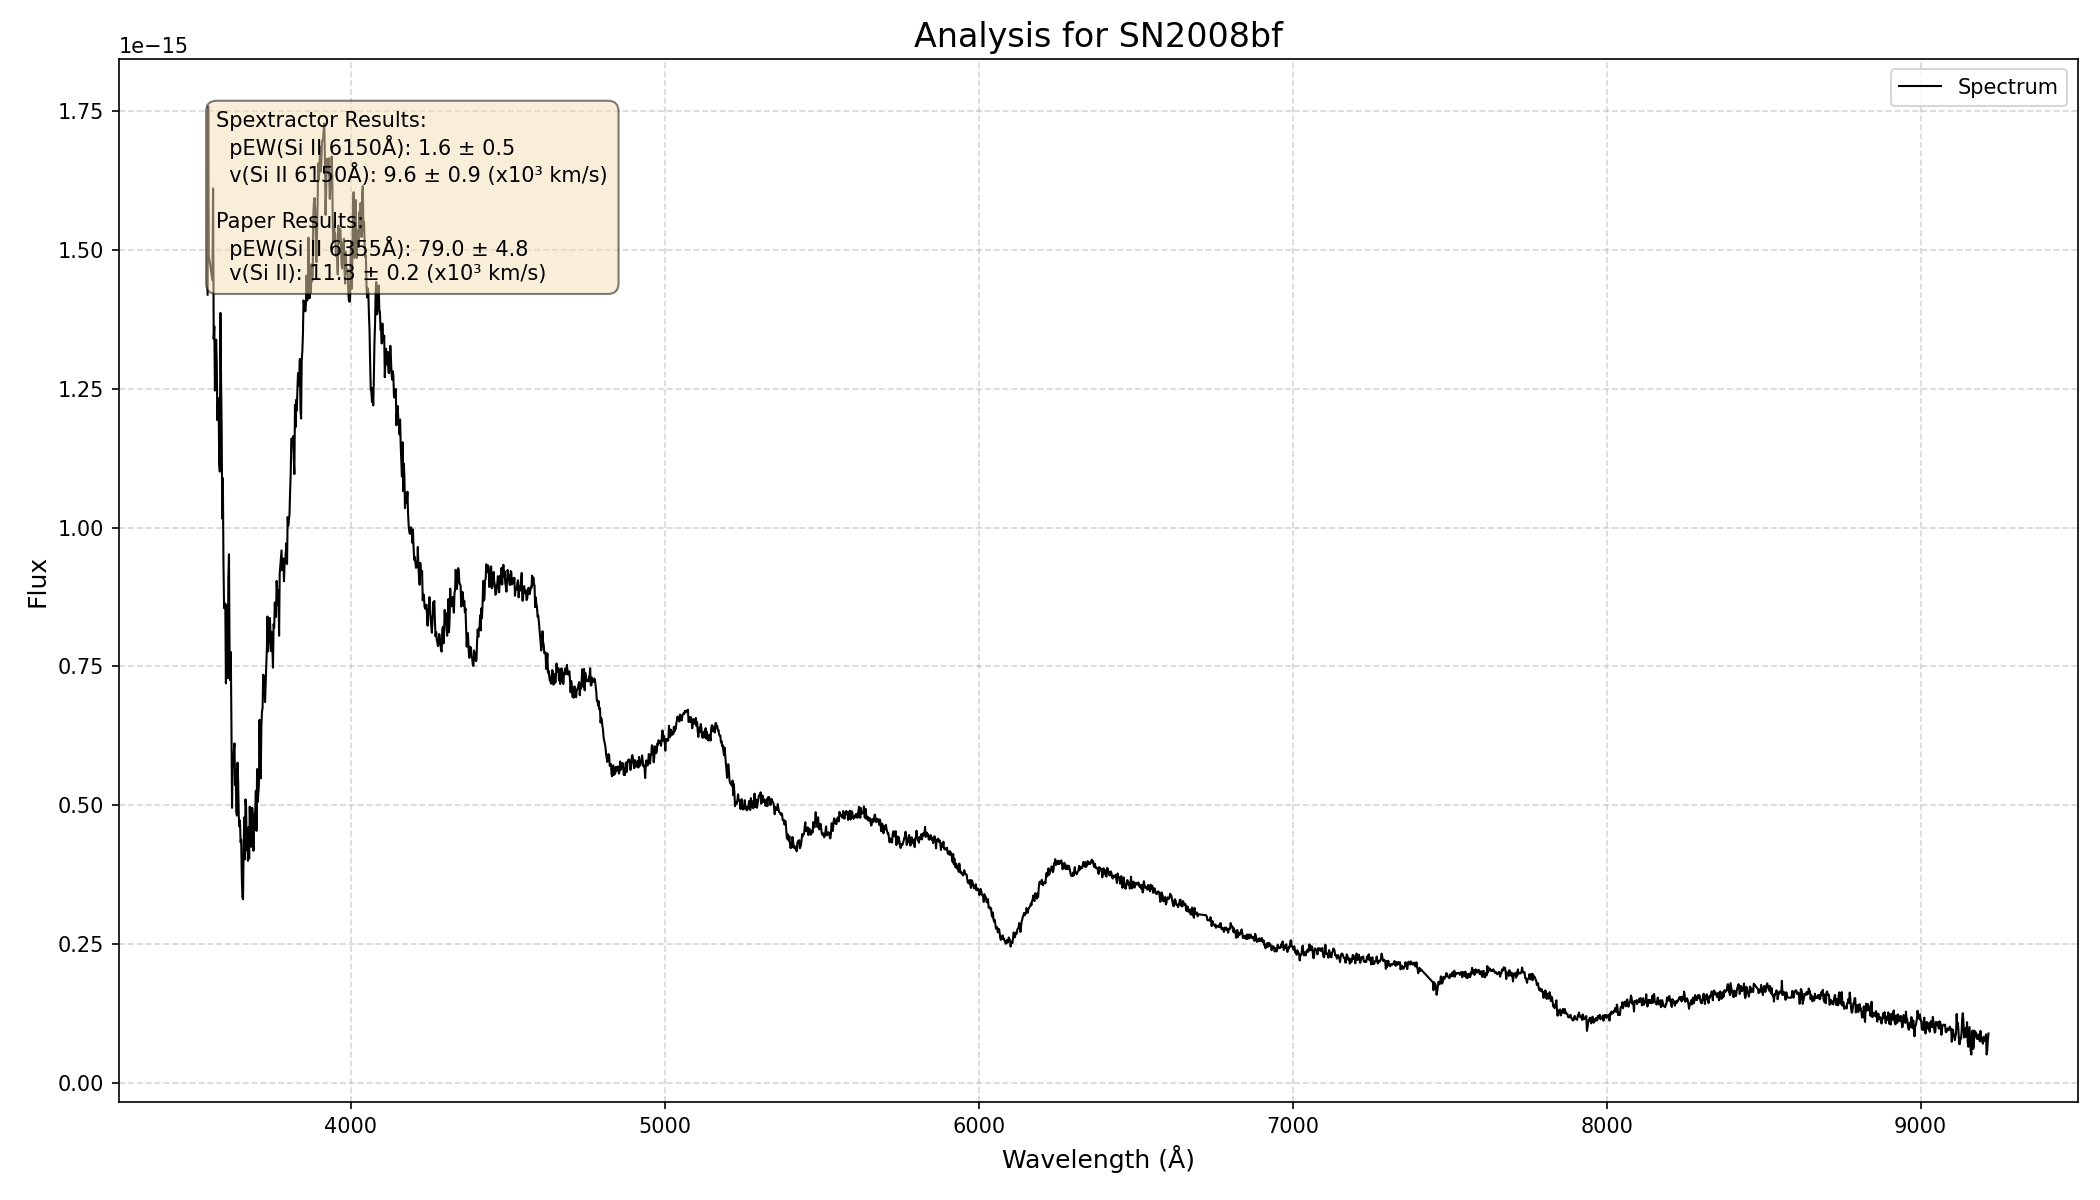 Analysis for SN2008bf
1e−15
Spectrum
Spextractor Results:
pEW(Si II 6150Å): 1.6 ± 0.5
v(Si II 6150Å): 9.6 ± 0.9 (x10³ km/s)
Paper Results:
pEW(Si II 6355Å): 79.0 ± 4.8
v(Si II): 11.3 ± 0.2 (x10³ km/s)
1.75
1.50
1.25
1.00
0.75
0.50
0.25
0.00
Flux
4000 5000 6000 7000 8000 9000
Wavelength (Å)